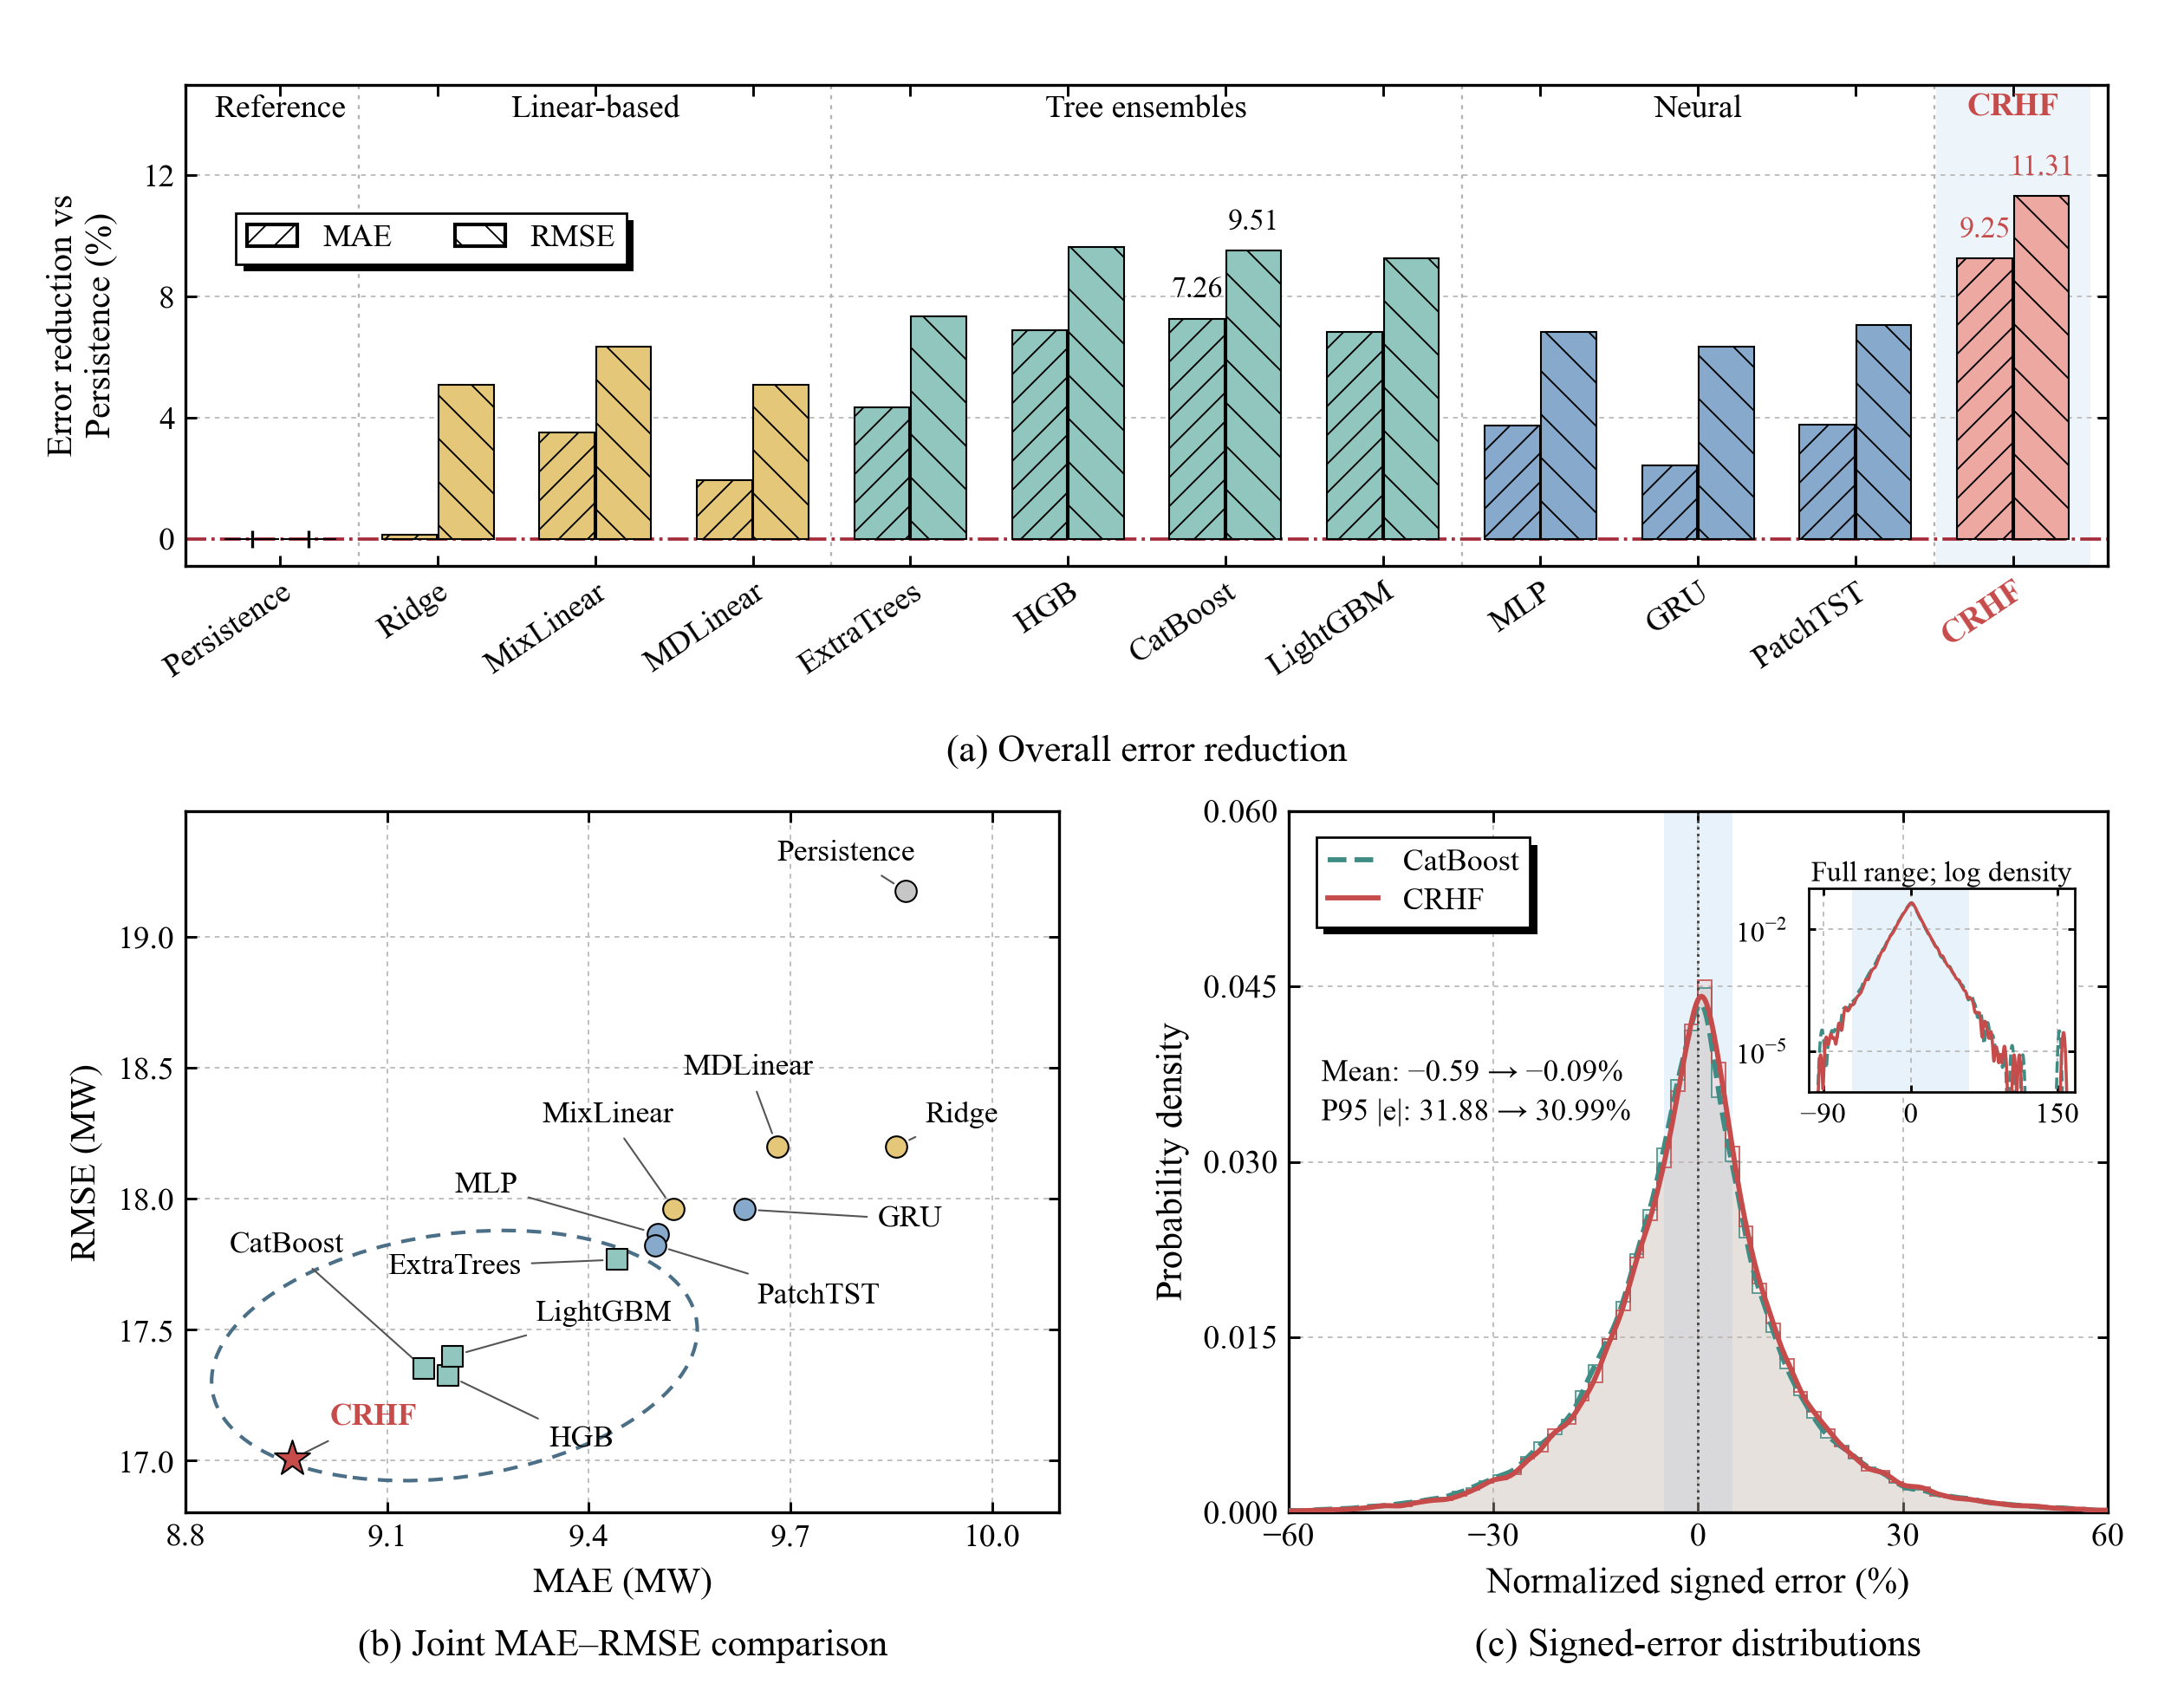 Reference
Linear-based
Tree ensembles
Neural
CRHF
Error reduction vs
Persistence (%)
12
8
4
0
MAE
RMSE
7.26
9.51
9.25
11.31
Persistence
Ridge
MixLinear
MDLinear
ExtraTrees
HGB
CatBoost
LightGBM
MLP
GRU
PatchTST
CRHF
(a) Overall error reduction
RMSE (MW)
19.0
18.5
18.0
17.5
17.0
Persistence
MDLinear
MixLinear
Ridge
MLP
GRU
CatBoost
ExtraTrees
PatchTST
LightGBM
CRHF
HGB
8.8
9.1
9.4
9.7
10.0
MAE (MW)
(b) Joint MAE–RMSE comparison
Probability density
0.060
0.045
0.030
0.015
0.000
CatBoost
CRHF
Mean: −0.59 → −0.09%
P95 |e|: 31.88 → 30.99%
Full range; log density
10⁻²
10⁻⁵
−90
0
150
−60
−30
0
30
60
Normalized signed error (%)
(c) Signed-error distributions